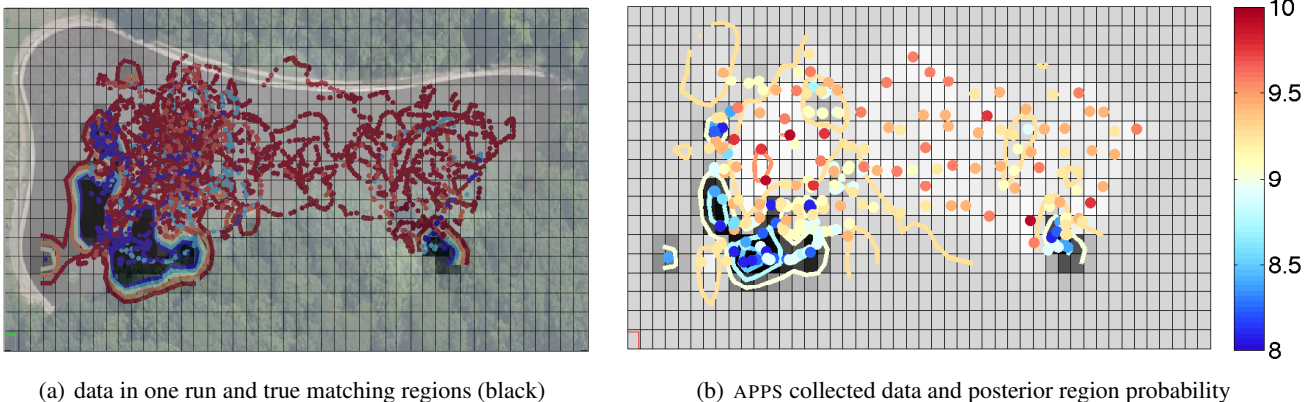 10
9.5
9
8.5
8
(a) data in one run and true matching regions (black)
(b) APPS collected data and posterior region probability